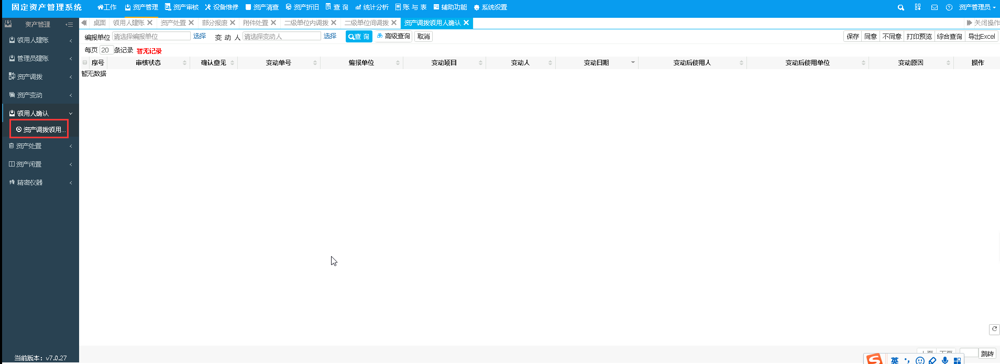 固定资产管理系统 工作 资产管理 资产审核 设备维修 资产清查 资产折旧 查 询 统计分析 账 与 表 辅助功能 系统设置 资产管理员
资产管理 桌面 领用人建账 资产处置 部分报废 附件处置 二级单位内调拨 二级单位间调拨 资产调拨领用人确认 关闭操作
编报单位 请选择编报单位 选择 变 动 人 请选择变动人 选择 查 询 高级查询 取消 保存 同意 不同意 打印预览 综合查询 导出Excel
每页 20 条记录 暂无记录
序号 审核状态 确认意见 变动单号 编报单位 变动项目 变动人 变动日期 变动后使用人 变动后使用单位 变动原因 操作
暂无数据
领用人建账
管理员建账
资产调拨
资产变动
领用人确认
资产调拨领用...
资产处置
资产闲置
精密仪器
上页 下页 跳转
当前版本：v7.0.27
英